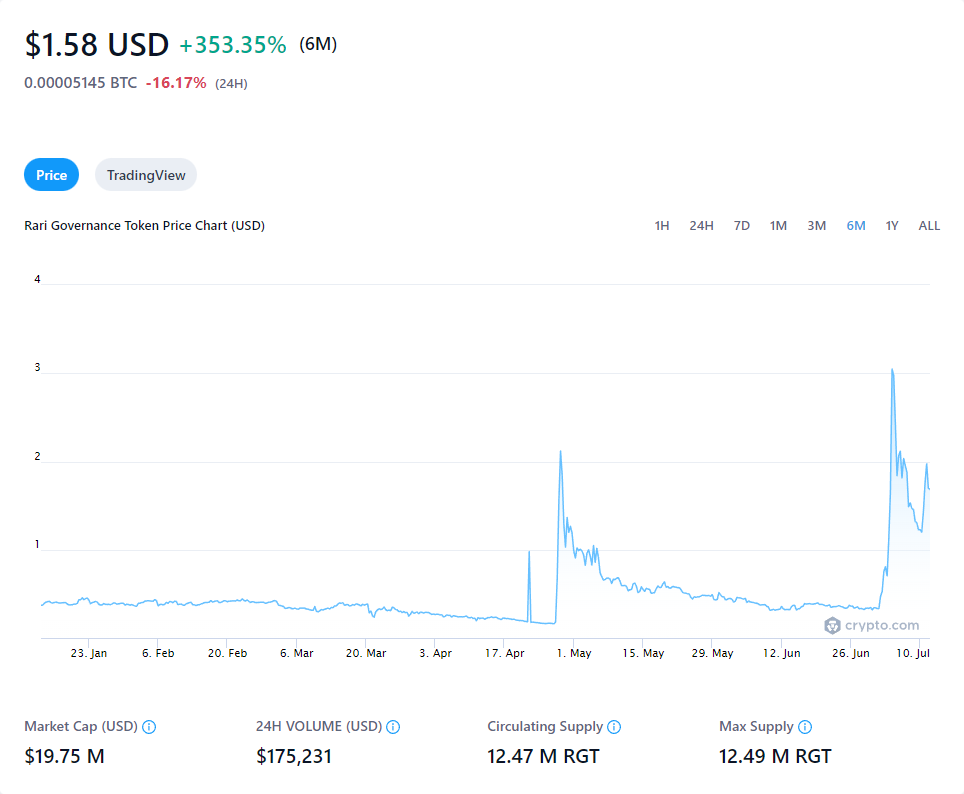 $1.58 USD +353.35% (6M)
0.00005145 BTC -16.17% (24H)
Price TradingView
Rari Governance Token Price Chart (USD) 1H 24H 7D 1M 3M 6M 1Y ALL
4
3
2
1
crypto.com
23. Jan 6. Feb 20. Feb 6. Mar 20. Mar 3. Apr 17. Apr 1. May 15. May 29. May 12. Jun 26. Jun 10. Jul
Market Cap (USD) 24H VOLUME (USD) Circulating Supply Max Supply
$19.75 M $175,231 12.47 M RGT 12.49 M RGT